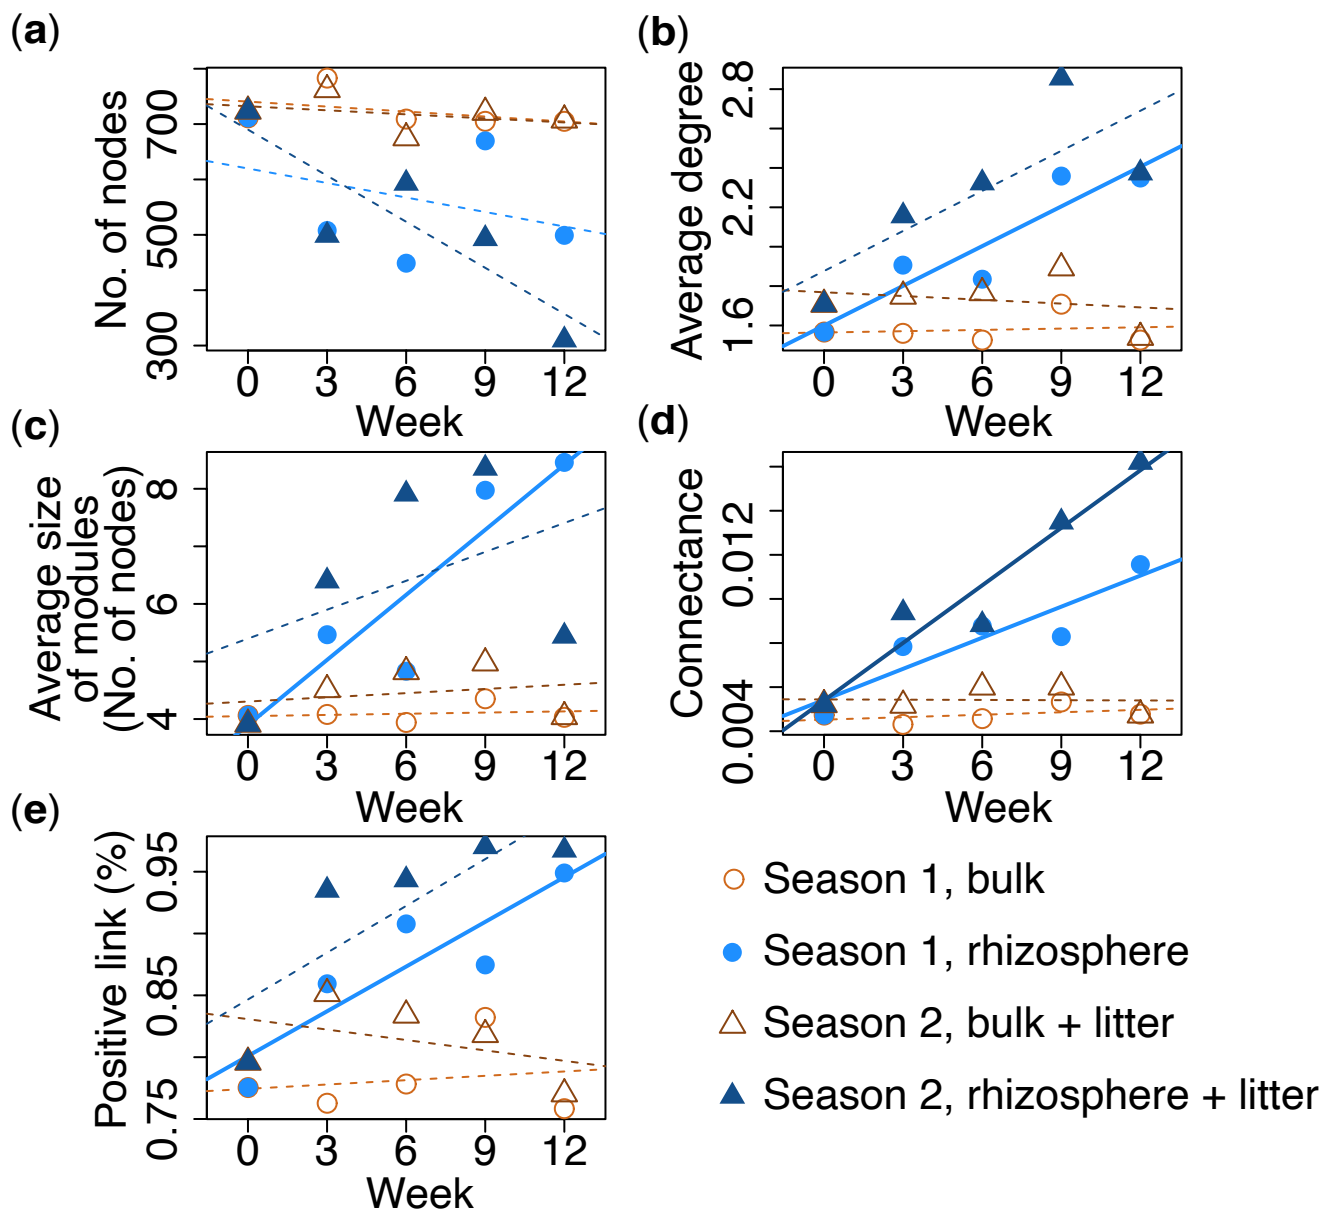 (a)
No. of nodes
300
500
700
0 3 6 9 12
Week
(b)
Average degree
1.6
2.2
2.8
0 3 6 9 12
Week
(c)
Average size
of modules
(No. of nodes)
4
6
8
0 3 6 9 12
Week
(d)
Connectance
0.004
0.012
0 3 6 9 12
Week
(e)
Positive link (%)
0.75
0.85
0.95
0 3 6 9 12
Week
Season 1, bulk
Season 1, rhizosphere
Season 2, bulk + litter
Season 2, rhizosphere + litter